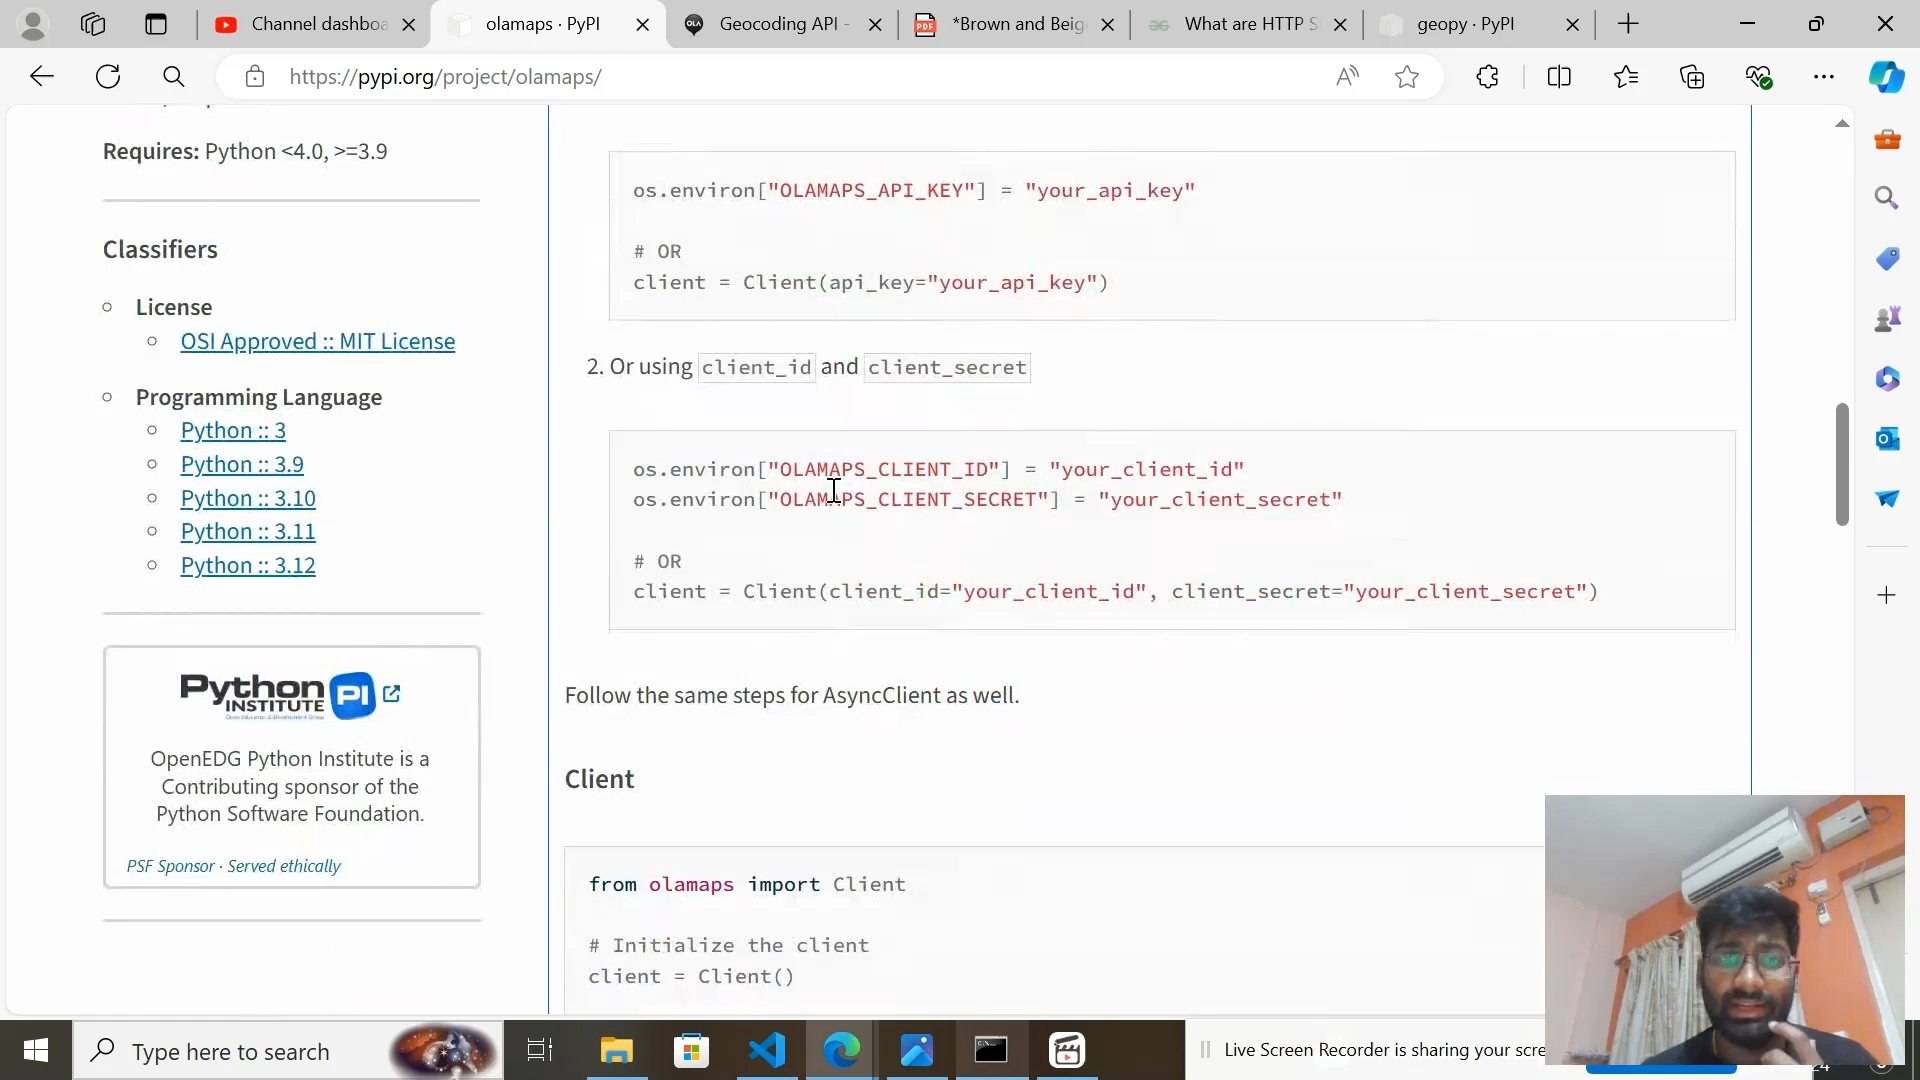 Channel dashboa
olamaps · PyPI
Geocoding API -
*Brown and Beig
What are HTTP S
geopy · PyPI
https://pypi.org/project/olamaps/
Requires: Python <4.0, >=3.9
Classifiers
License
OSI Approved :: MIT License
Programming Language
Python :: 3
Python :: 3.9
Python :: 3.10
Python :: 3.11
Python :: 3.12
Python PI
INSTITUTE
OpenEDG Python Institute is a
Contributing sponsor of the
Python Software Foundation.
PSF Sponsor · Served ethically
os.environ["OLAMAPS_API_KEY"] = "your_api_key"
# OR
client = Client(api_key="your_api_key")
2. Or using client_id and client_secret
os.environ["OLAMAPS_CLIENT_ID"] = "your_client_id"
os.environ["OLAMAPS_CLIENT_SECRET"] = "your_client_secret"
# OR
client = Client(client_id="your_client_id", client_secret="your_client_secret")
Follow the same steps for AsyncClient as well.
Client
from olamaps import Client
# Initialize the client
client = Client()
Type here to search
Live Screen Recorder is sharing your scre